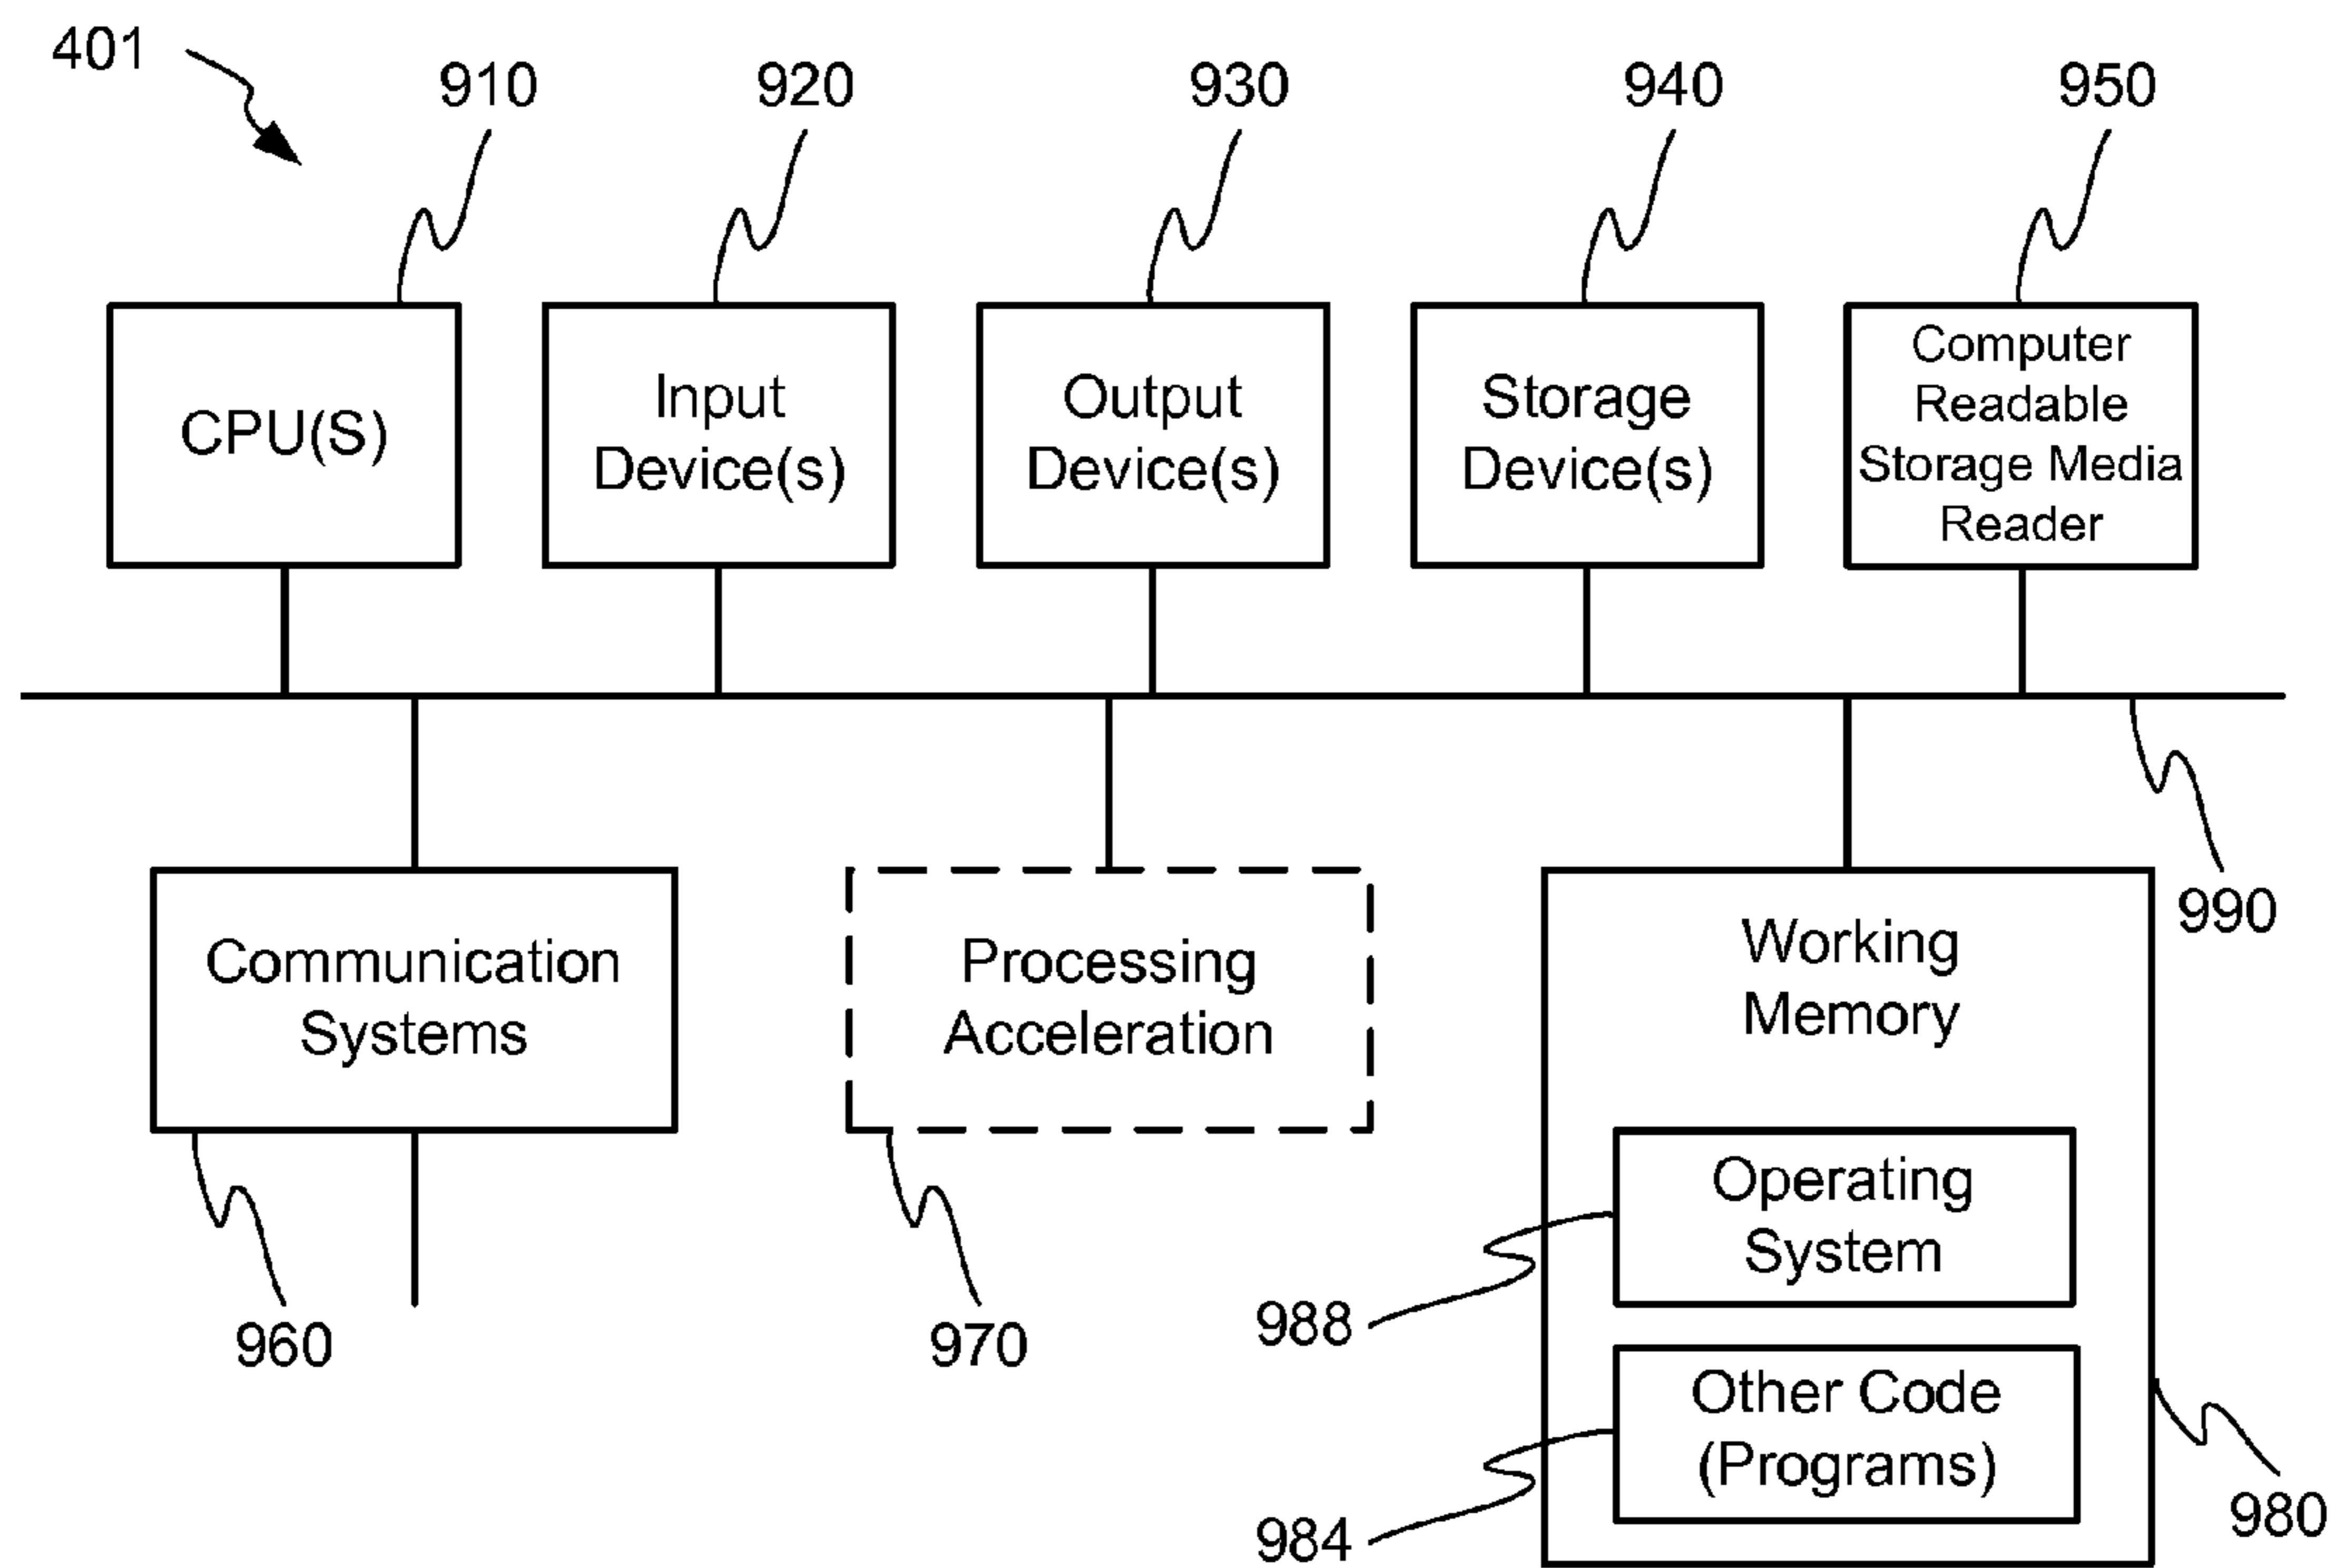 401
910
920
930
940
950
CPU(S)
Input
Device(s)
Output
Device(s)
Storage
Device(s)
Computer
Readable
Storage Media
Reader
990
Communication
Systems
960
Processing
Acceleration
970
Working
Memory
Operating
System
988
Other Code
(Programs)
984
980